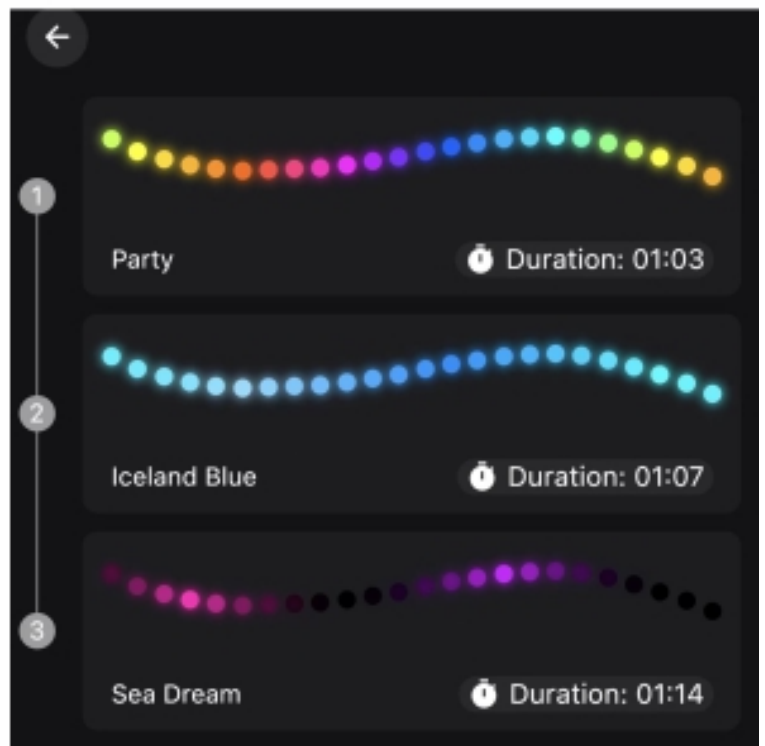 1
Party
Duration: 01:03
2
Iceland Blue
Duration: 01:07
3
Sea Dream
Duration: 01:14